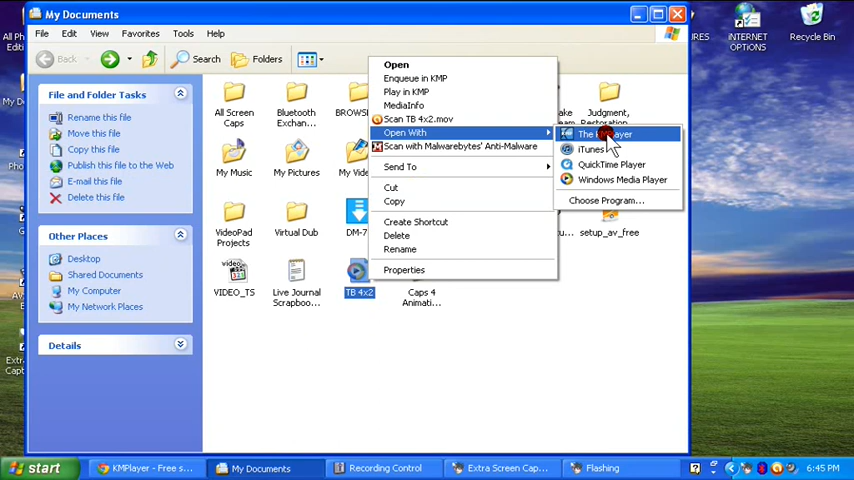 My Documents
File Edit View Favorites Tools Help
Back Search Folders
File and Folder Tasks
Rename this file
Move this file
Copy this file
Publish this file to the Web
E-mail this file
Delete this file
Other Places
Desktop
Shared Documents
My Computer
My Network Places
Details
All Screen Caps
Bluetooth Exchan...
Judgment, Restoration
My Music
My Pictures
VideoPad Projects
Virtual Dub
setup_av_free
VIDEO_TS
Live Journal Scrapboo...
TB 4x2
Caps 4 Animati...
Open
Enqueue in KMP
Play in KMP
MediaInfo
Scan TB 4x2.mov
Open With
Scan with Malwarebytes' Anti-Malware
Send To
Cut
Copy
Create Shortcut
Delete
Rename
Properties
iTunes
QuickTime Player
Windows Media Player
Choose Program...
INTERNET OPTIONS
Recycle Bin
start
KMPlayer - Free s...
My Documents
Recording Control
Extra Screen Cap...
Flashing
6:45 PM